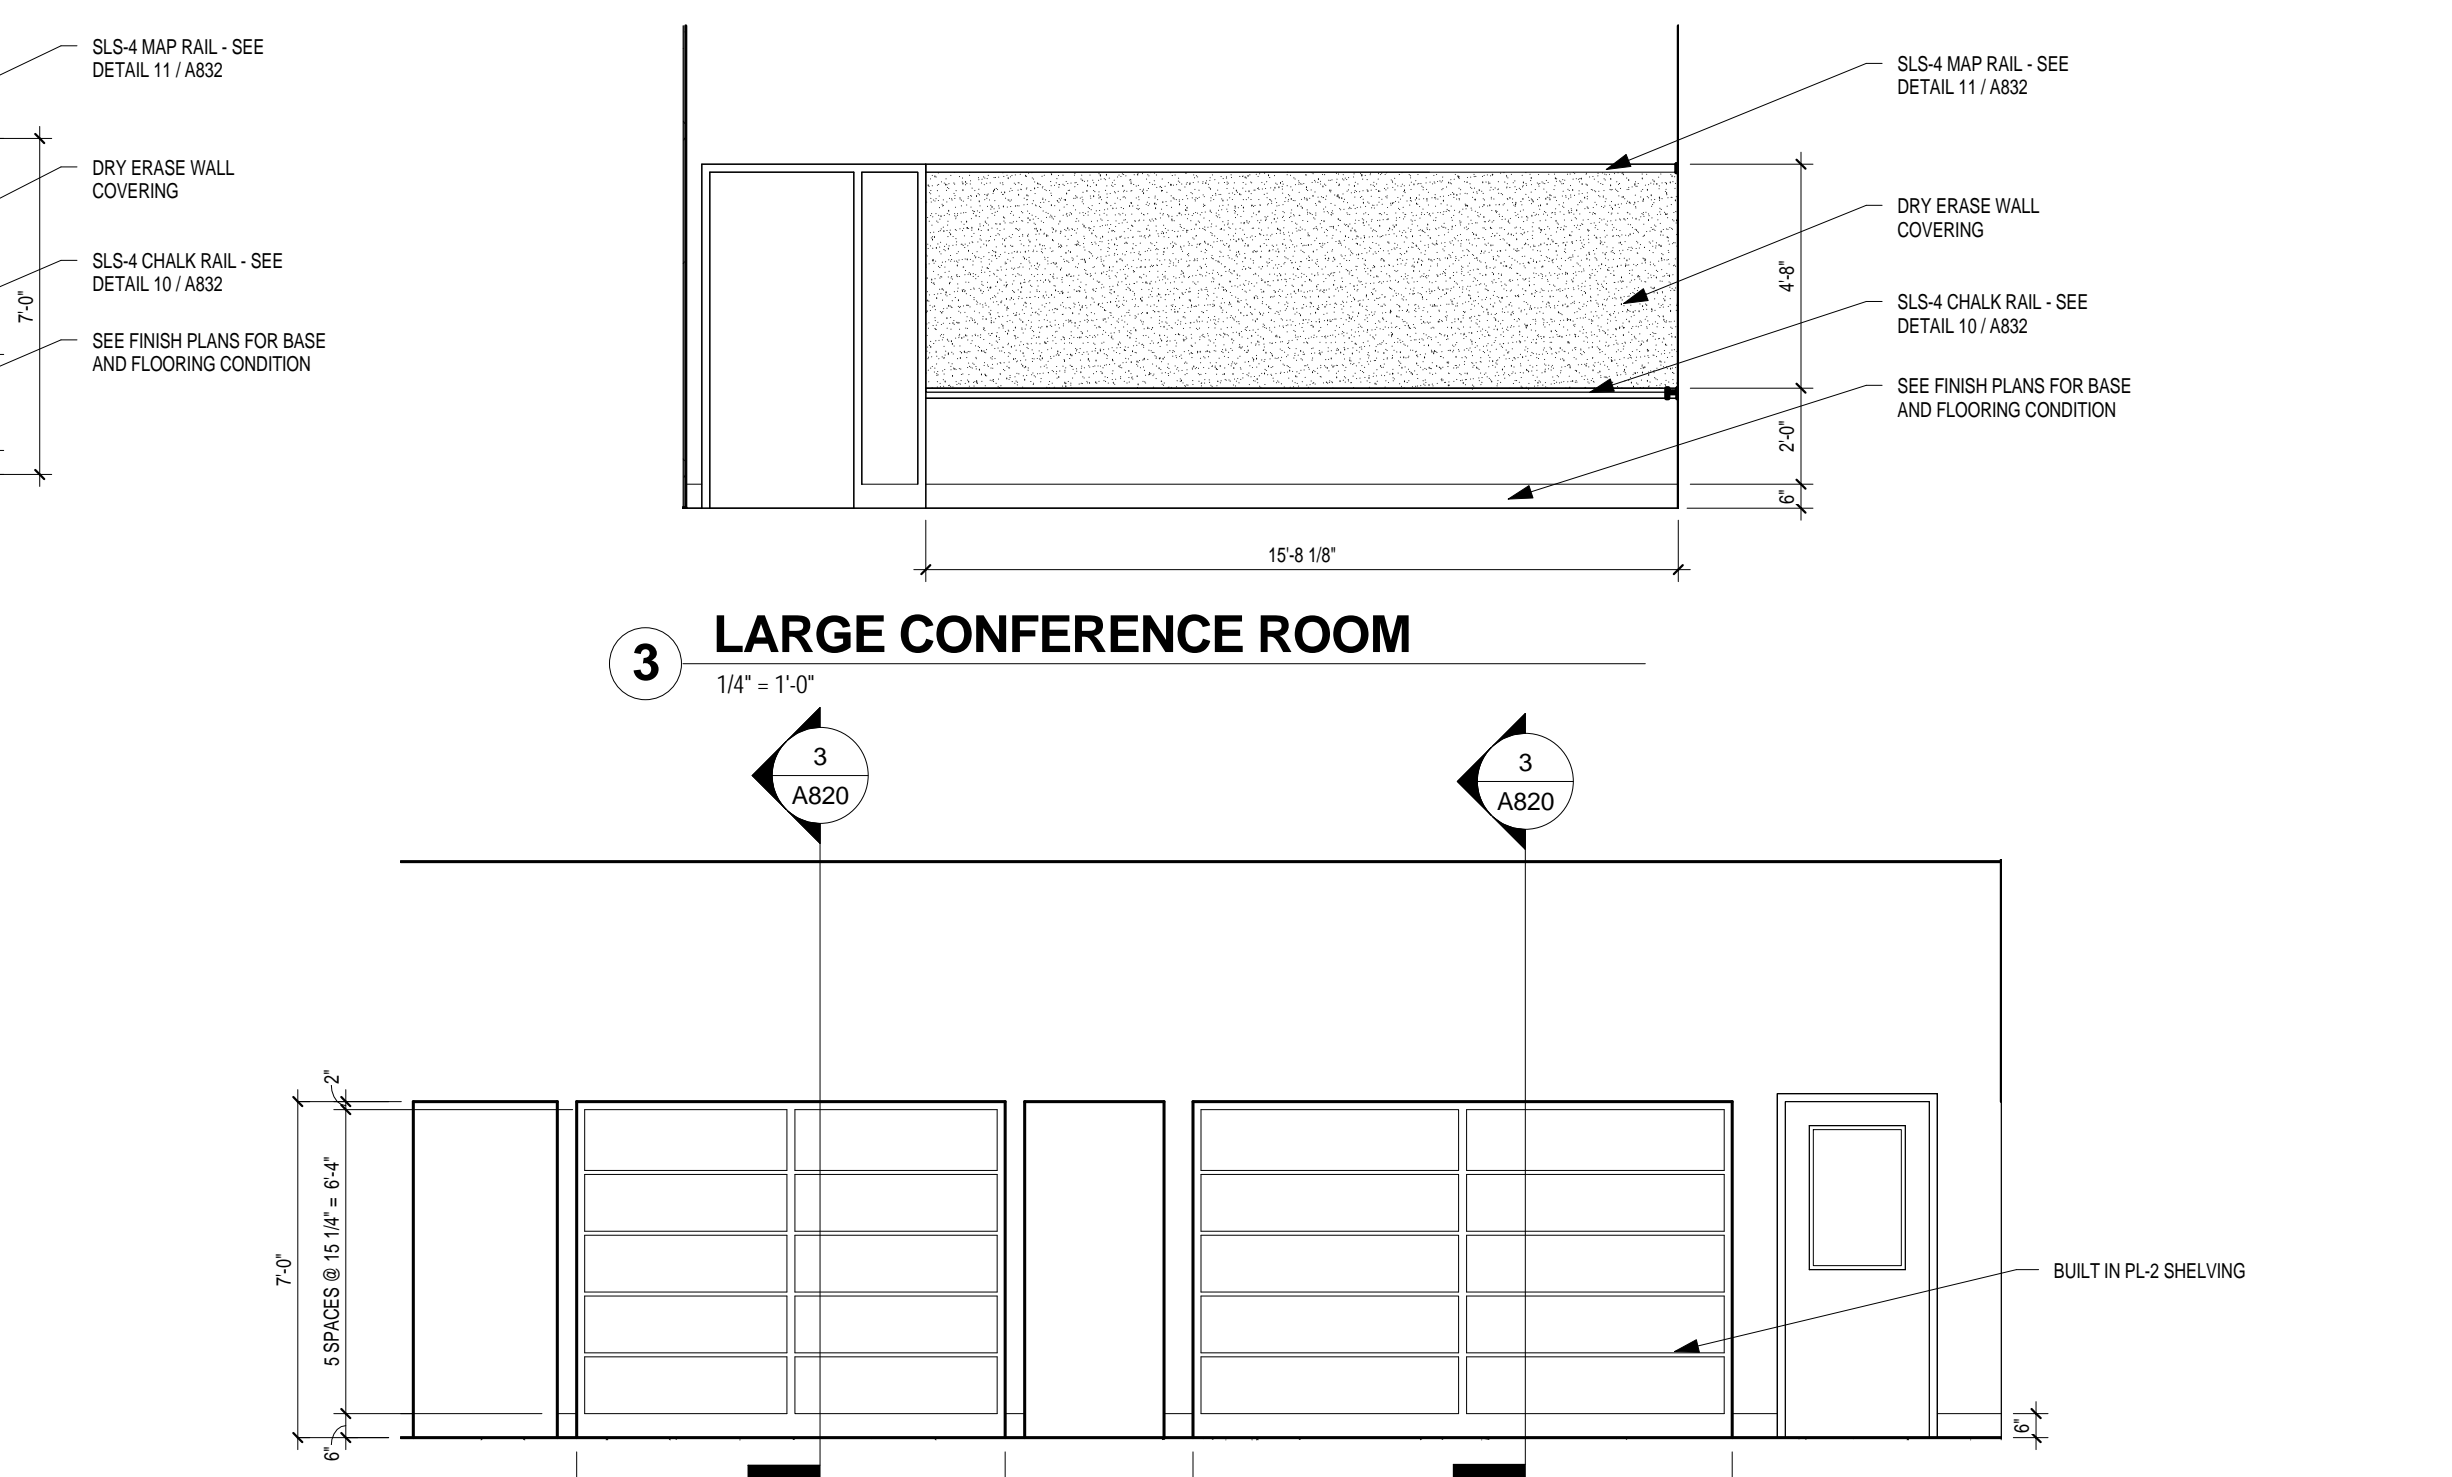 SLS-4 MAP RAIL - SEE
DETAIL 11 / A832
DRY ERASE WALL
COVERING
SLS-4 CHALK RAIL - SEE
DETAIL 10 / A832
7'-0"
SEE FINISH PLANS FOR BASE
AND FLOORING CONDITION
SLS-4 MAP RAIL - SEE
DETAIL 11 / A832
DRY ERASE WALL
COVERING
4'-8"
SLS-4 CHALK RAIL - SEE
DETAIL 10 / A832
SEE FINISH PLANS FOR BASE
AND FLOORING CONDITION
2'-0"
6"
15'-8 1/8"
3
LARGE CONFERENCE ROOM
1/4" = 1'-0"
3
A820
3
A820
2"
5 SPACES @ 15 1/4" = 6'-4"
7'-0"
6"
BUILT IN PL-2 SHELVING
6"